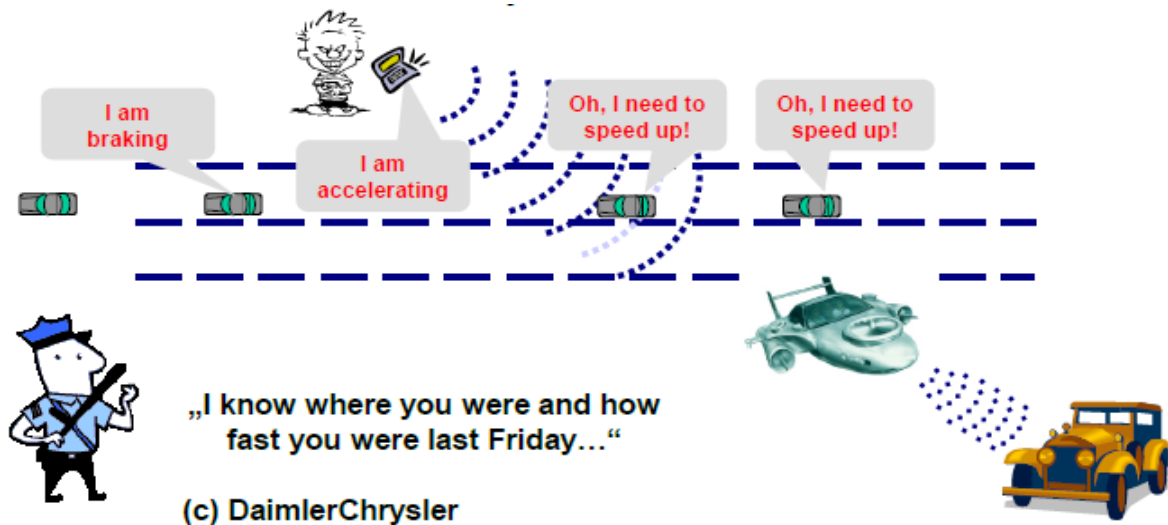 I am
braking
I am
accelerating
Oh, I need to
speed up!
Oh, I need to
speed up!
„I know where you were and how
fast you were last Friday…“
(c) DaimlerChrysler